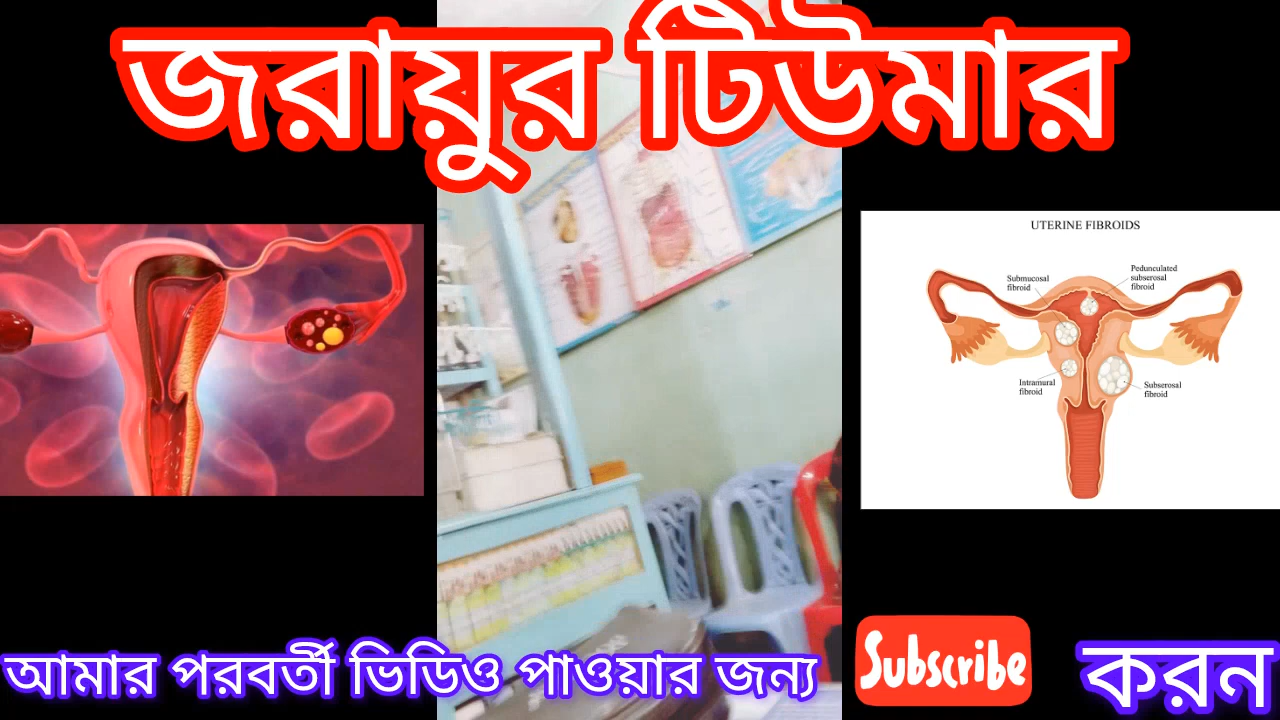 জরায়ুর টিউমার
UTERINE FIBROIDS
Submucosal
fibroid
Pedunculated
subserosal
fibroid
Intramural
fibroid
Subserosal
fibroid
আমার পরবর্তী ভিডিও পাওয়ার জন্য Subscribe করন